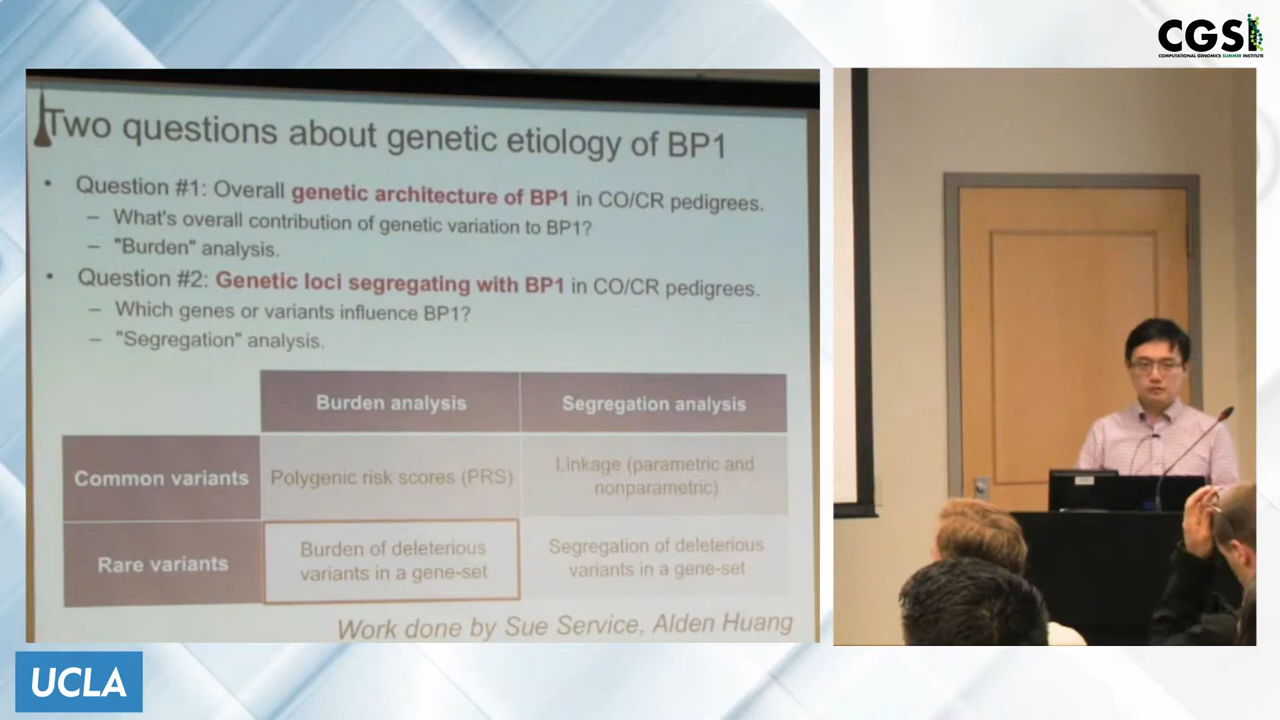 CGSI
COMPUTATIONAL GENOMICS SUMMER INSTITUTE
Two questions about genetic etiology of BP1
• Question #1: Overall genetic architecture of BP1 in CO/CR pedigrees.
– What's overall contribution of genetic variation to BP1?
– "Burden" analysis.
• Question #2: Genetic loci segregating with BP1 in CO/CR pedigrees.
– Which genes or variants influence BP1?
– "Segregation" analysis.
Burden analysis
Segregation analysis
Common variants
Polygenic risk scores (PRS)
Linkage (parametric and
nonparametric)
Rare variants
Burden of deleterious
variants in a gene-set
Segregation of deleterious
variants in a gene-set
Work done by Sue Service, Alden Huang
UCLA